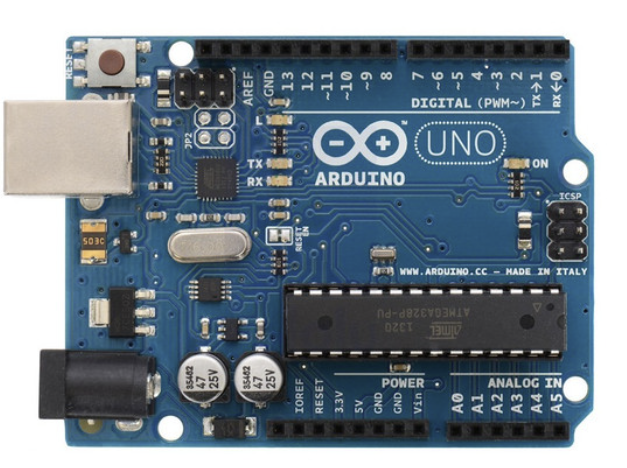 RESET
AREF
GND
13
12
~11
~10
~9
8
7
~6
~5
4
~3
2
TX→1
RX←0
DIGITAL (PWM~)
JP2
L
TX
RX
™
UNO
ARDUINO
ON
ICSP
RESET
EN
WWW.ARDUINO.CC – MADE IN ITALY
ATMEL
ATMEGA328P-PU
1320
47
25V
47
25V
POWER
ANALOG IN
IOREF
RESET
3.3V
5V
GND
GND
Vin
A0
A1
A2
A3
A4
A5